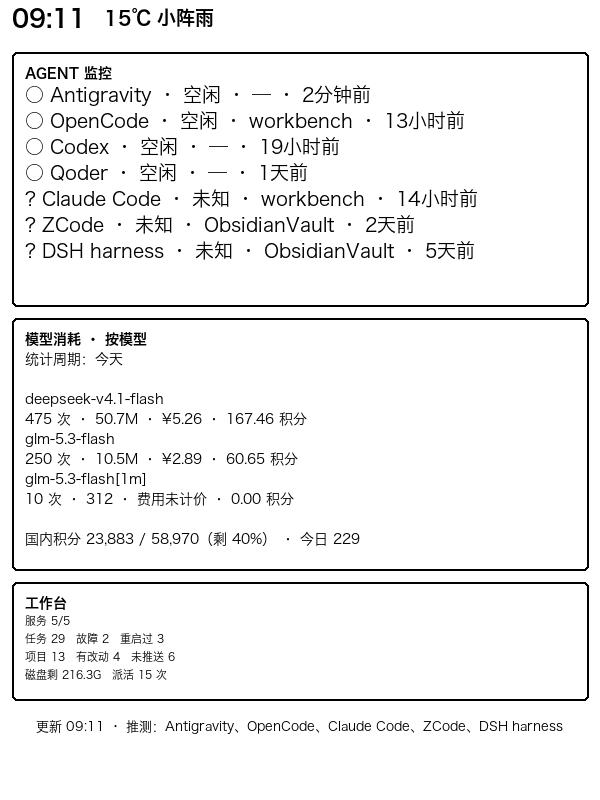 09:11 15℃ 小阵雨
AGENT 监控
○ Antigravity · 空闲 · — · 2分钟前
○ OpenCode · 空闲 · workbench · 13小时前
○ Codex · 空闲 · — · 19小时前
○ Qoder · 空闲 · — · 1天前
? Claude Code · 未知 · workbench · 14小时前
? ZCode · 未知 · ObsidianVault · 2天前
? DSH harness · 未知 · ObsidianVault · 5天前
模型消耗 · 按模型
统计周期：今天
deepseek-v4.1-flash
475 次 · 50.7M · ¥5.26 · 167.46 积分
glm-5.3-flash
250 次 · 10.5M · ¥2.89 · 60.65 积分
glm-5.3-flash[1m]
10 次 · 312 · 费用未计价 · 0.00 积分
国内积分 23,883 / 58,970（剩 40%） · 今日 229
工作台
服务 5/5
任务 29 故障 2 重启过 3
项目 13 有改动 4 未推送 6
磁盘剩 216.3G 派活 15 次
更新 09:11 · 推测：Antigravity、OpenCode、Claude Code、ZCode、DSH harness